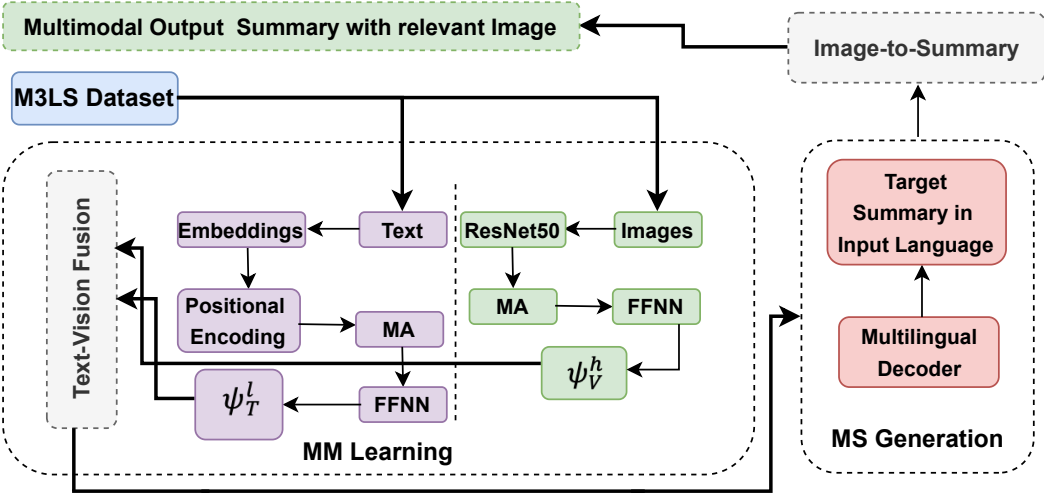 Multimodal Output Summary with relevant Image
Image-to-Summary
M3LS Dataset
Text-Vision Fusion
Embeddings
Text
ResNet50
Images
Positional
Encoding
MA
MA
FFNN
ψ_T^l
FFNN
ψ_V^h
MM Learning
Target
Summary in
Input Language
Multilingual
Decoder
MS Generation